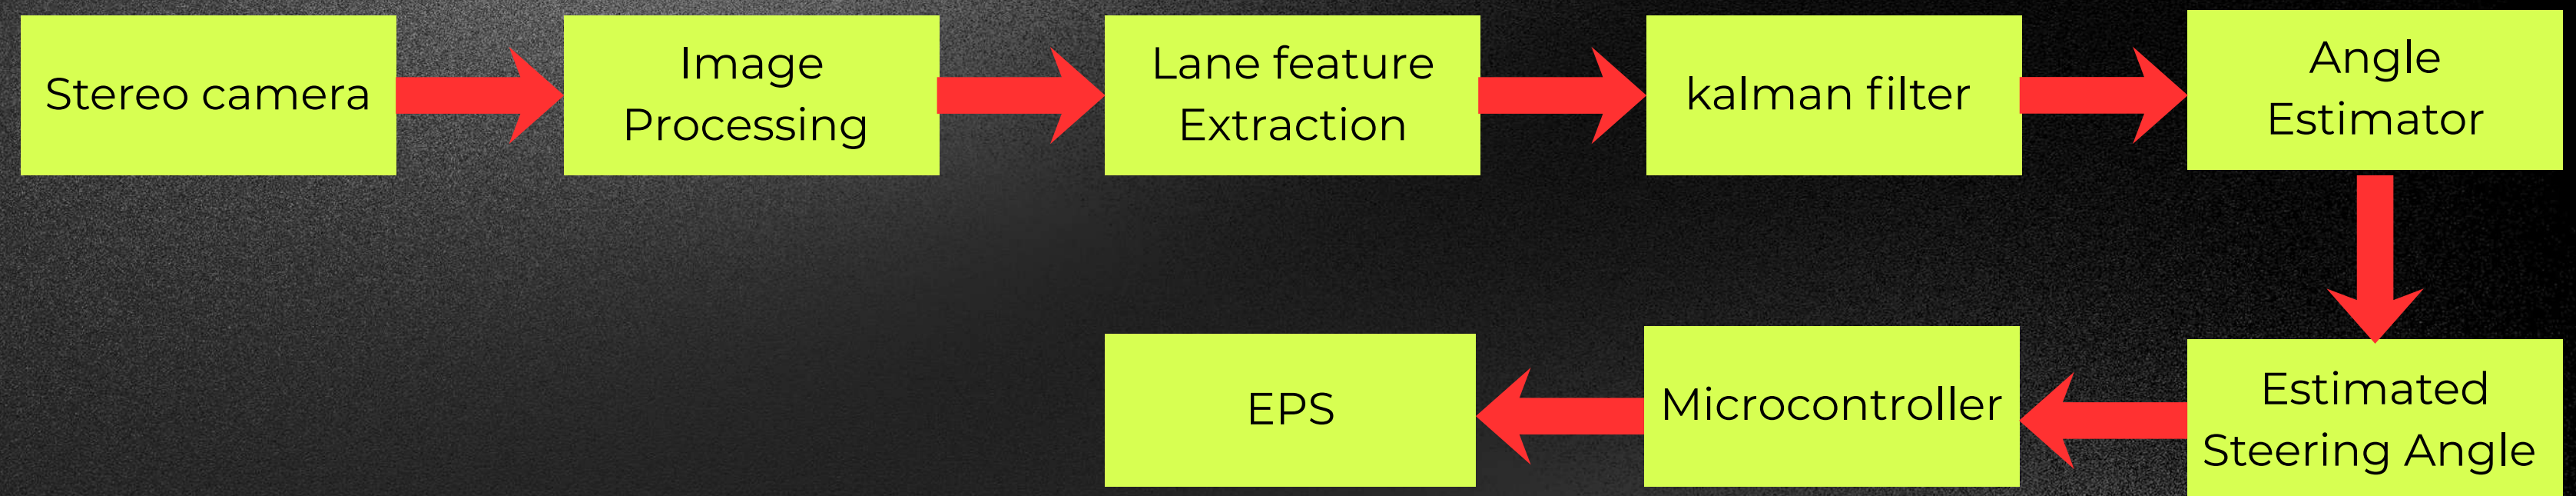 Stereo camera
Image
Processing
Lane feature
Extraction
kalman filter
Angle
Estimator
Estimated
Steering Angle
Microcontroller
EPS